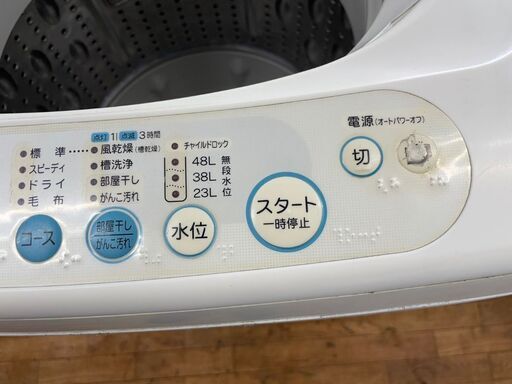 点灯 1 点滅 3時間
標準・・・・・風乾燥(槽乾燥)
スピーディ 槽洗浄
ドライ 部屋干し
毛布 がんこ汚れ
チャイルドロック
48L 無
38L 段
水
23L 位
コース
部屋干し
がんこ汚れ
水位
スタート
一時停止
電源(オートパワーオフ)
切